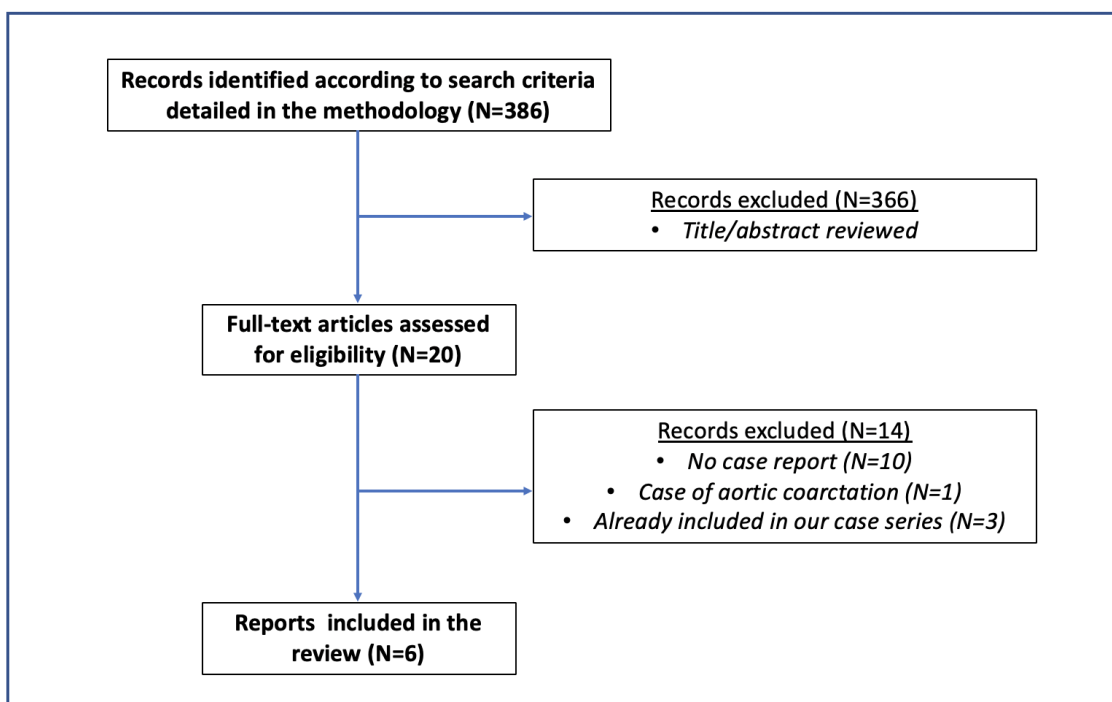 Records identified according to search criteria
detailed in the methodology (N=386)
Records excluded (N=366)
• Title/abstract reviewed
Full-text articles assessed
for eligibility (N=20)
Records excluded (N=14)
• No case report (N=10)
• Case of aortic coarctation (N=1)
• Already included in our case series (N=3)
Reports included in the
review (N=6)